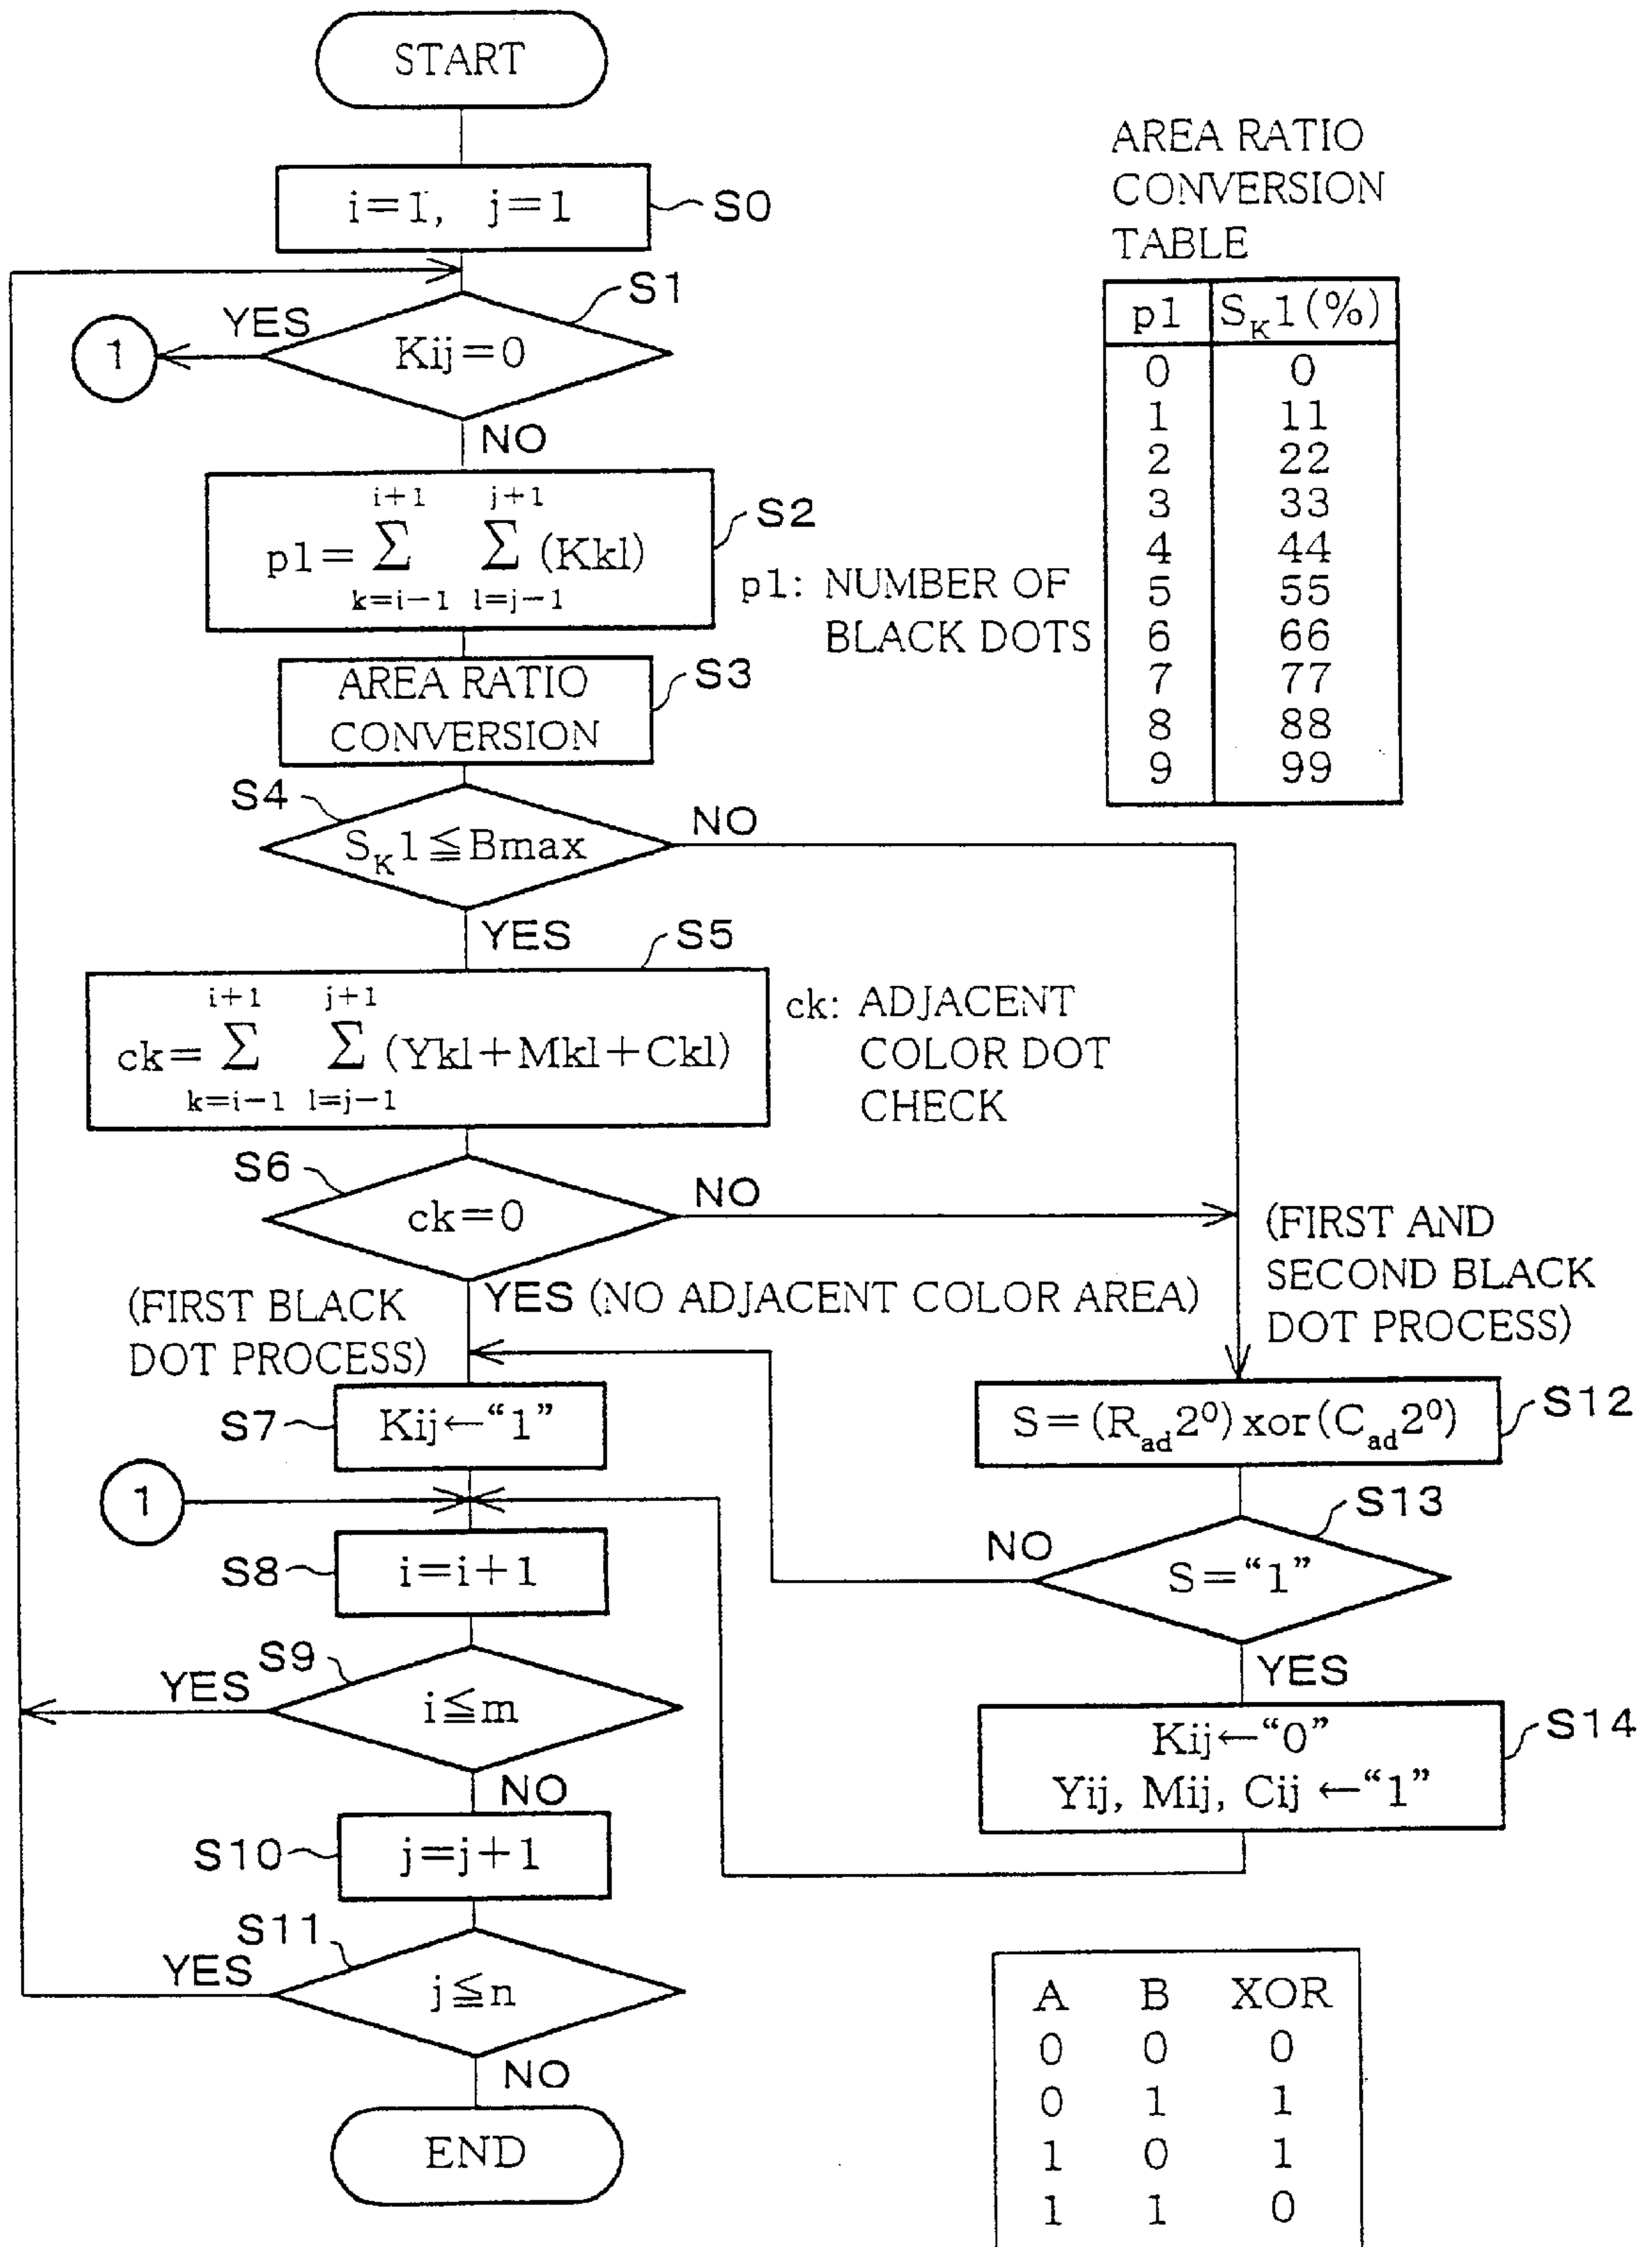 START
i=1, j=1
S0
S1
YES
1
Kij=0
NO
i+1 j+1
p1=Σ Σ(Kkl)
k=i−1 l=j−1
S2
p1: NUMBER OF
BLACK DOTS
AREA RATIO
CONVERSION
S3
S4
S_K1≦Bmax
NO
YES
S5
i+1 j+1
ck=Σ Σ(Ykl+Mkl+Ckl)
k=i−1 l=j−1
ck: ADJACENT
COLOR DOT
CHECK
S6
ck=0
NO
YES (NO ADJACENT COLOR AREA)
(FIRST BLACK
DOT PROCESS)
S7
Kij←“1”
1
S8
i=i+1
S9
YES
i≦m
NO
S10
j=j+1
S11
YES
j≦n
NO
END
AREA RATIO
CONVERSION
TABLE
p1 S_K1(%)
0 0
1 11
2 22
3 33
4 44
5 55
6 66
7 77
8 88
9 99
(FIRST AND
SECOND BLACK
DOT PROCESS)
S=(R_ad2⁰)xor(C_ad2⁰)
S12
S13
NO
S=“1”
YES
Kij←“0”
Yij, Mij, Cij ←“1”
S14
A B XOR
0 0 0
0 1 1
1 0 1
1 1 0